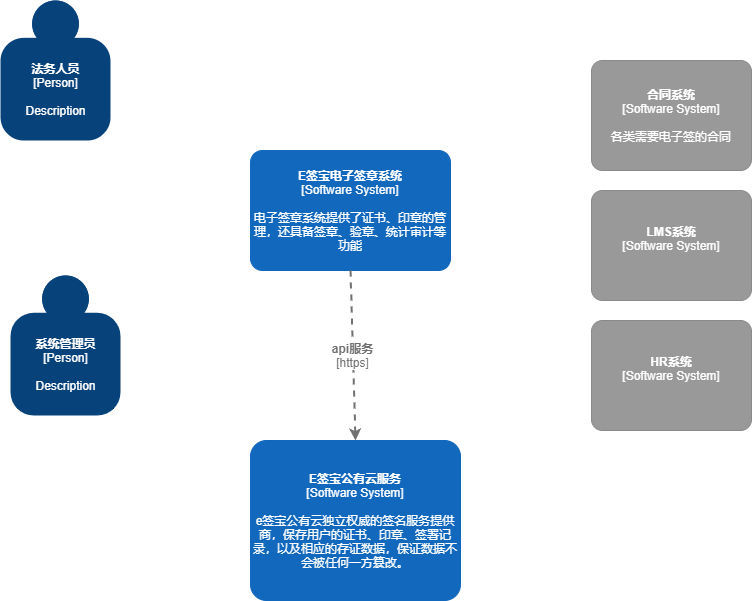 法务人员
[Person]
Description
合同系统
[Software System]
各类需要电子签的合同
E签宝电子签章系统
[Software System]
电子签章系统提供了证书、印章的管
理，还具备签章、验章、统计审计等
功能
LMS系统
[Software System]
系统管理员
[Person]
Description
api服务
[https]
HR系统
[Software System]
E签宝公有云服务
[Software System]
e签宝公有云独立权威的签名服务提供
商，保存用户的证书、印章、签署记
录，以及相应的存证数据，保证数据不
会被任何一方篡改。